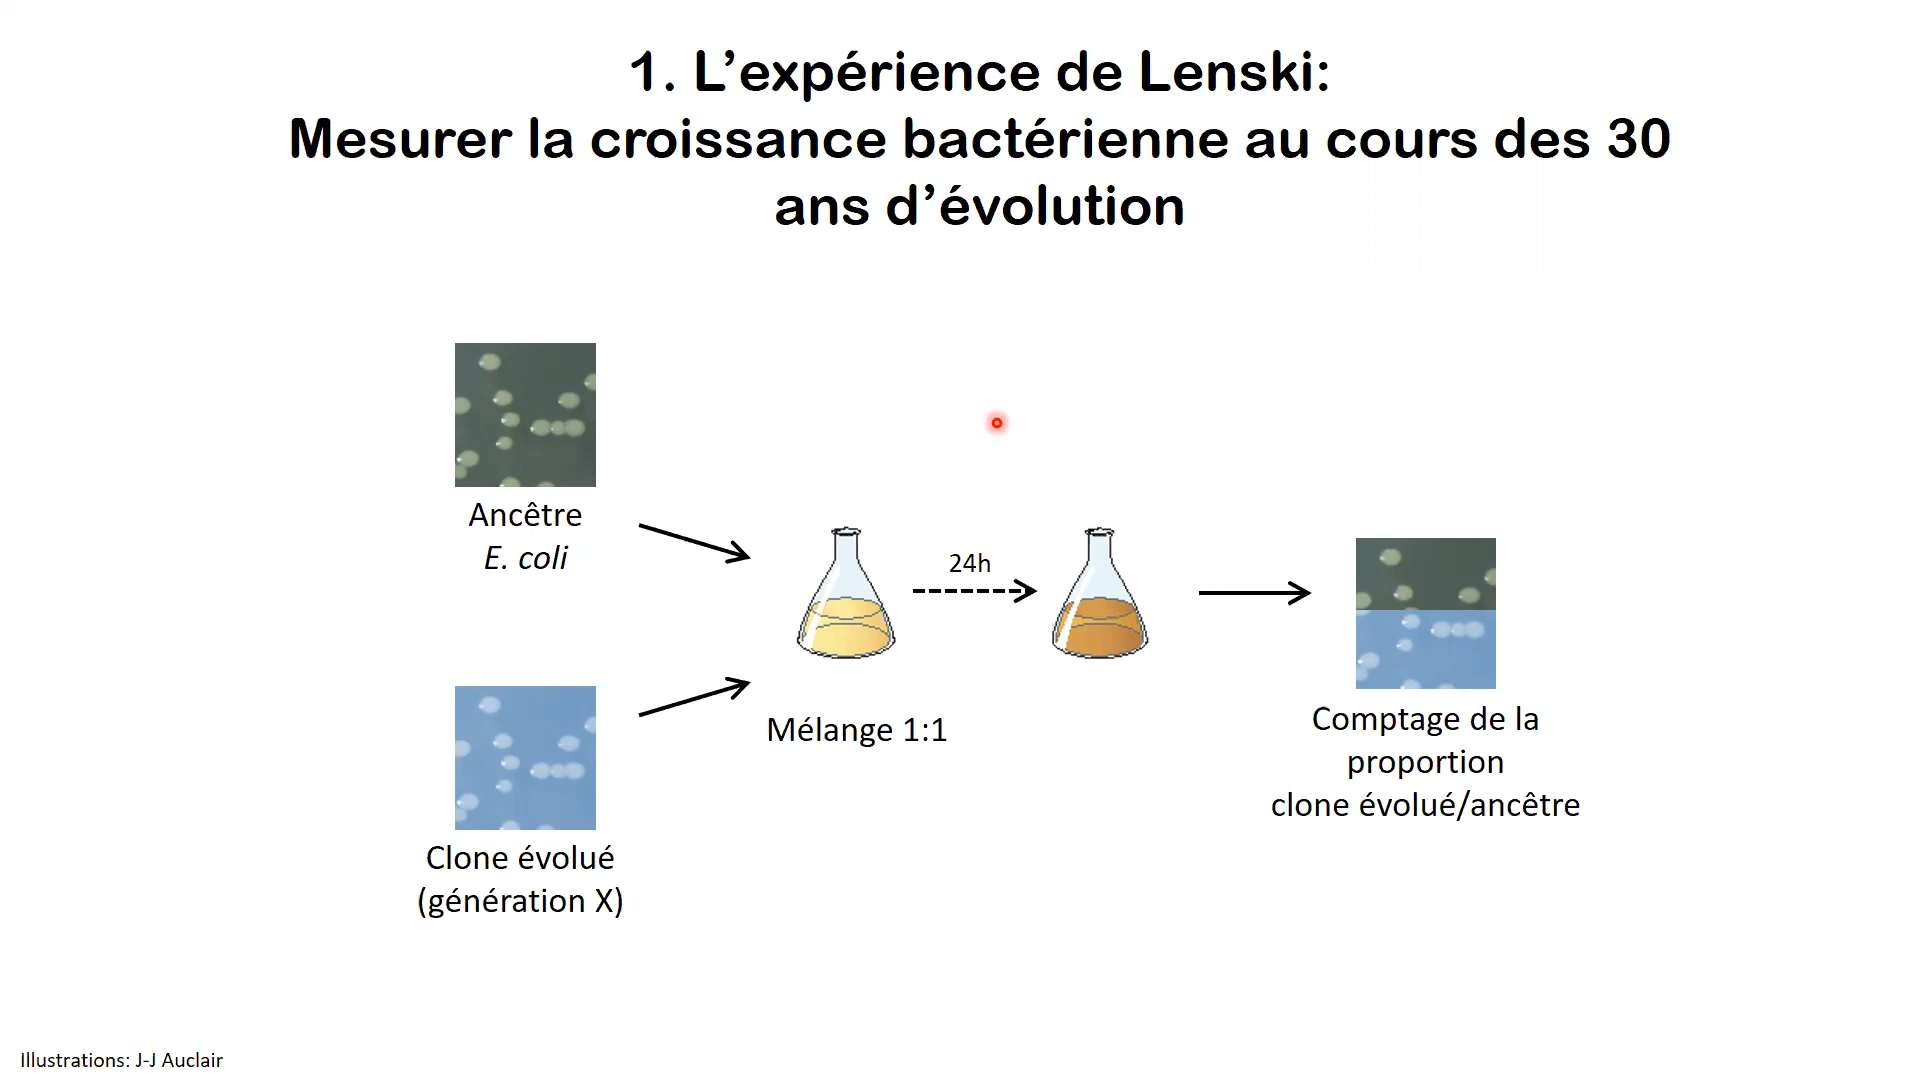 1. L’expérience de Lenski:
Mesurer la croissance bactérienne au cours des 30
ans d’évolution
Ancêtre
E. coli
24h
Mélange 1:1
Clone évolué
(génération X)
Comptage de la
proportion
clone évolué/ancêtre
Illustrations: J-J Auclair